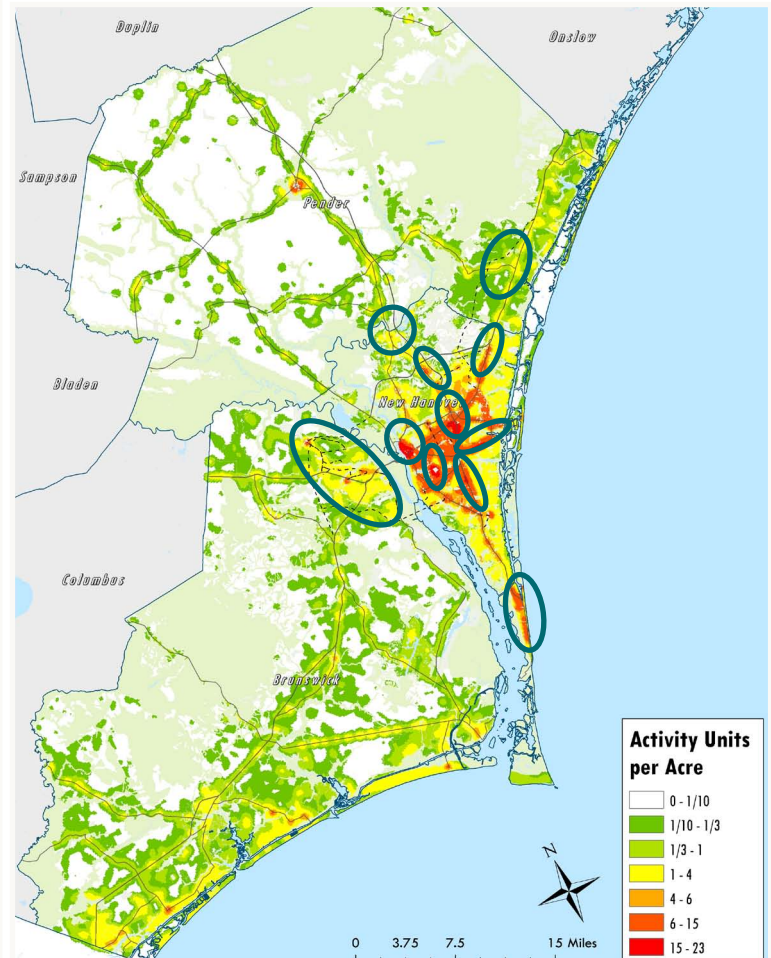 Duplin
Onslow
Sampson
Pender
Bladen
New Hanover
Columbus
Brunswick
Activity Units
per Acre
0 - 1/10
1/10 - 1/3
1/3 - 1
1 - 4
4 - 6
6 - 15
15 - 23
N
0 3.75 7.5 15 Miles